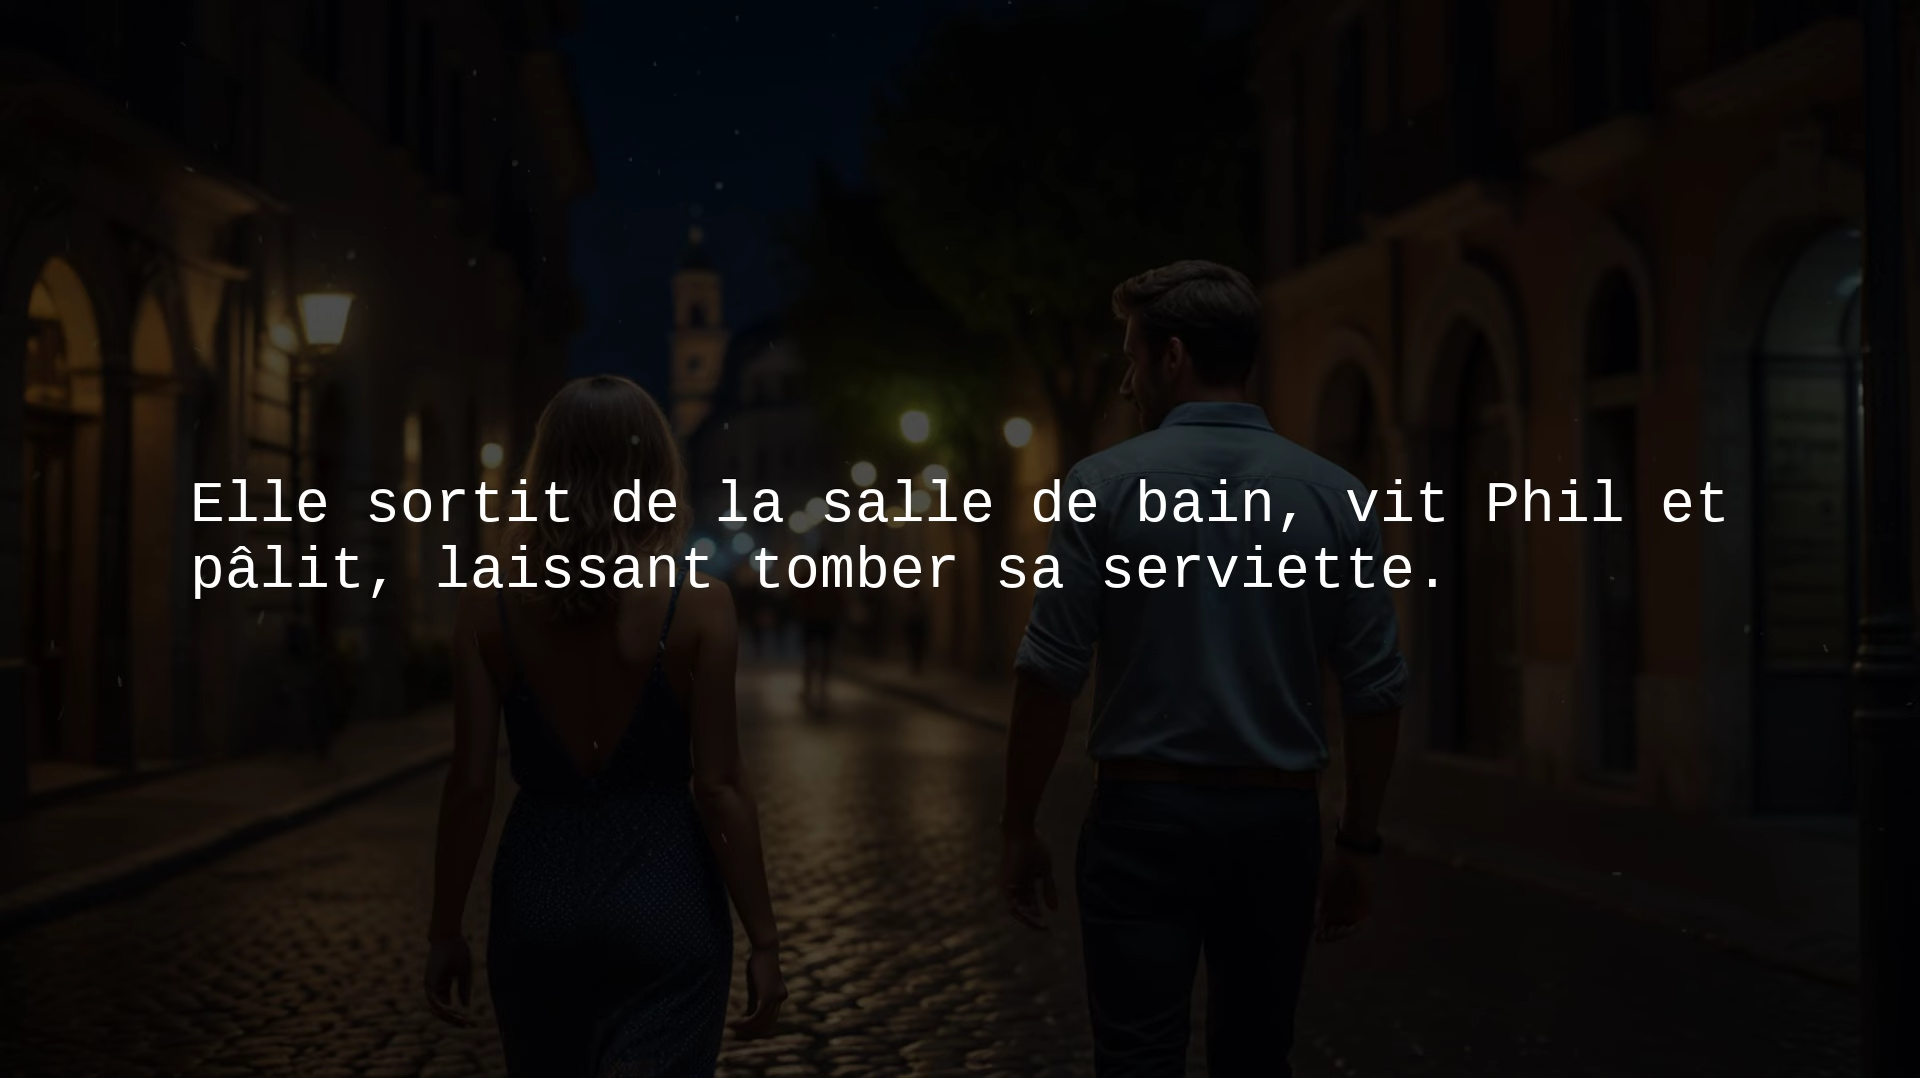 Elle sortit de la salle de bain, vit Phil et
pâlit, laissant tomber sa serviette.